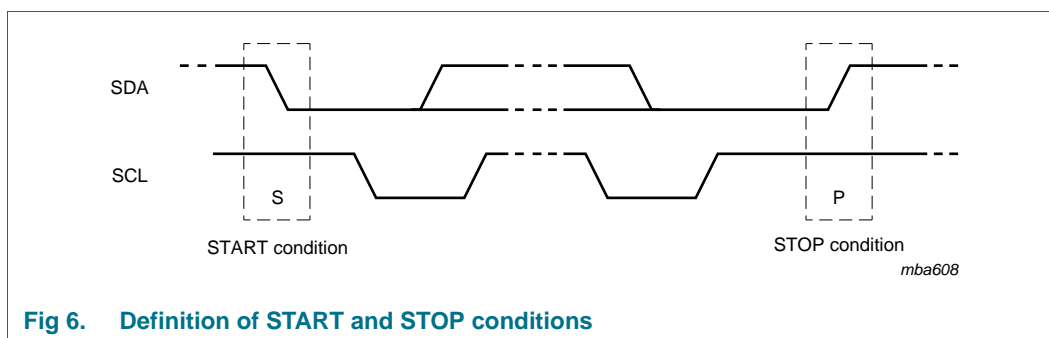 SDA
SCL
S
P
START condition
STOP condition
mba608
Fig 6. Definition of START and STOP conditions